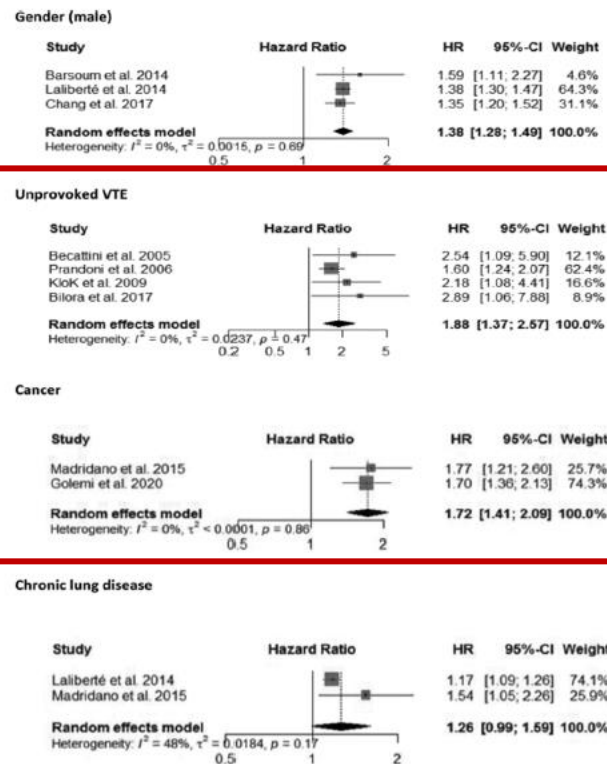 Gender (male)
Study Hazard Ratio HR 95%-CI Weight
Barsoum et al. 2014 1.59 [1.11; 2.27] 4.6%
Laliberté et al. 2014 1.38 [1.30; 1.47] 64.3%
Chang et al. 2017 1.35 [1.20; 1.52] 31.1%
Random effects model 1.38 [1.28; 1.49] 100.0%
Heterogeneity: I² = 0%, τ² = 0.0015, p = 0.69
0.5 1 2
Unprovoked VTE
Study Hazard Ratio HR 95%-CI Weight
Becattini et al. 2005 2.54 [1.09; 5.90] 12.1%
Prandoni et al. 2006 1.60 [1.24; 2.07] 62.4%
KloK et al. 2009 2.18 [1.08; 4.41] 16.6%
Bilora et al. 2017 2.89 [1.06; 7.88] 8.9%
Random effects model 1.88 [1.37; 2.57] 100.0%
Heterogeneity: I² = 0%, τ² = 0.0237, p = 0.47
0.2 0.5 1 2 5
Cancer
Study Hazard Ratio HR 95%-CI Weight
Madridano et al. 2015 1.77 [1.21; 2.60] 25.7%
Golemi et al. 2020 1.70 [1.36; 2.13] 74.3%
Random effects model 1.72 [1.41; 2.09] 100.0%
Heterogeneity: I² = 0%, τ² < 0.0001, p = 0.86
0.5 1 2
Chronic lung disease
Study Hazard Ratio HR 95%-CI Weight
Laliberté et al. 2014 1.17 [1.09; 1.26] 74.1%
Madridano et al. 2015 1.54 [1.05; 2.26] 25.9%
Random effects model 1.26 [0.99; 1.59] 100.0%
Heterogeneity: I² = 48%, τ² = 0.0184, p = 0.17
0.5 1 2